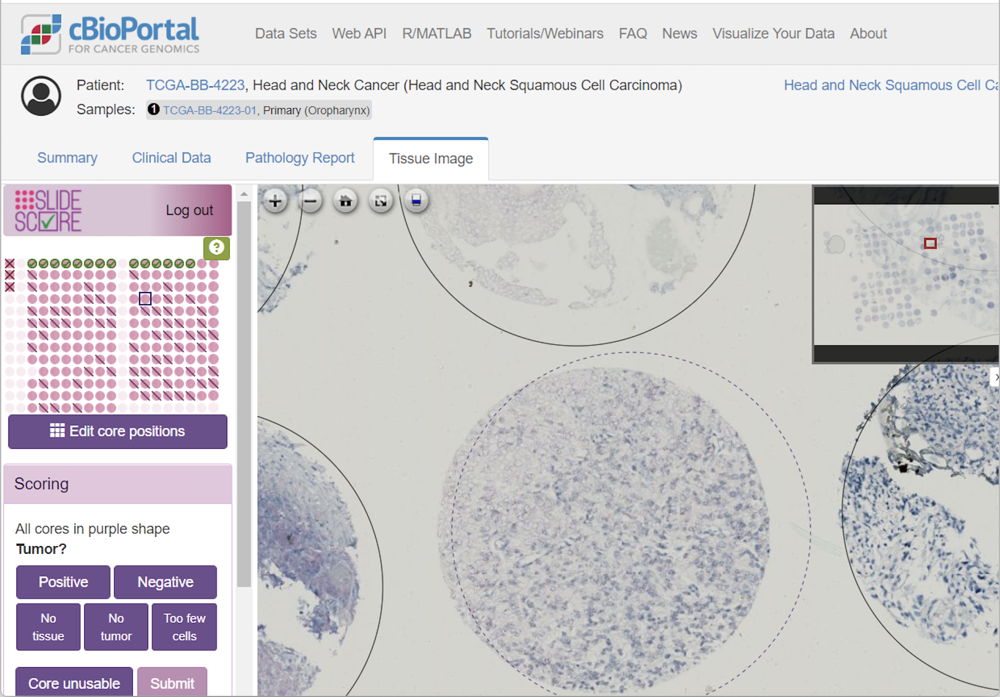 cBioPortal
FOR CANCER GENOMICS
Data Sets Web API R/MATLAB Tutorials/Webinars FAQ News Visualize Your Data About
Patient: TCGA-BB-4223, Head and Neck Cancer (Head and Neck Squamous Cell Carcinoma)
Head and Neck Squamous Cell
Samples: 1 TCGA-BB-4223-01, Primary (Oropharynx)
Summary Clinical Data Pathology Report Tissue Image
SLIDE
SCORE
Log out
?
Edit core positions
Scoring
All cores in purple shape
Tumor?
Positive Negative
No tissue
No tumor
Too few cells
Core unusable Submit